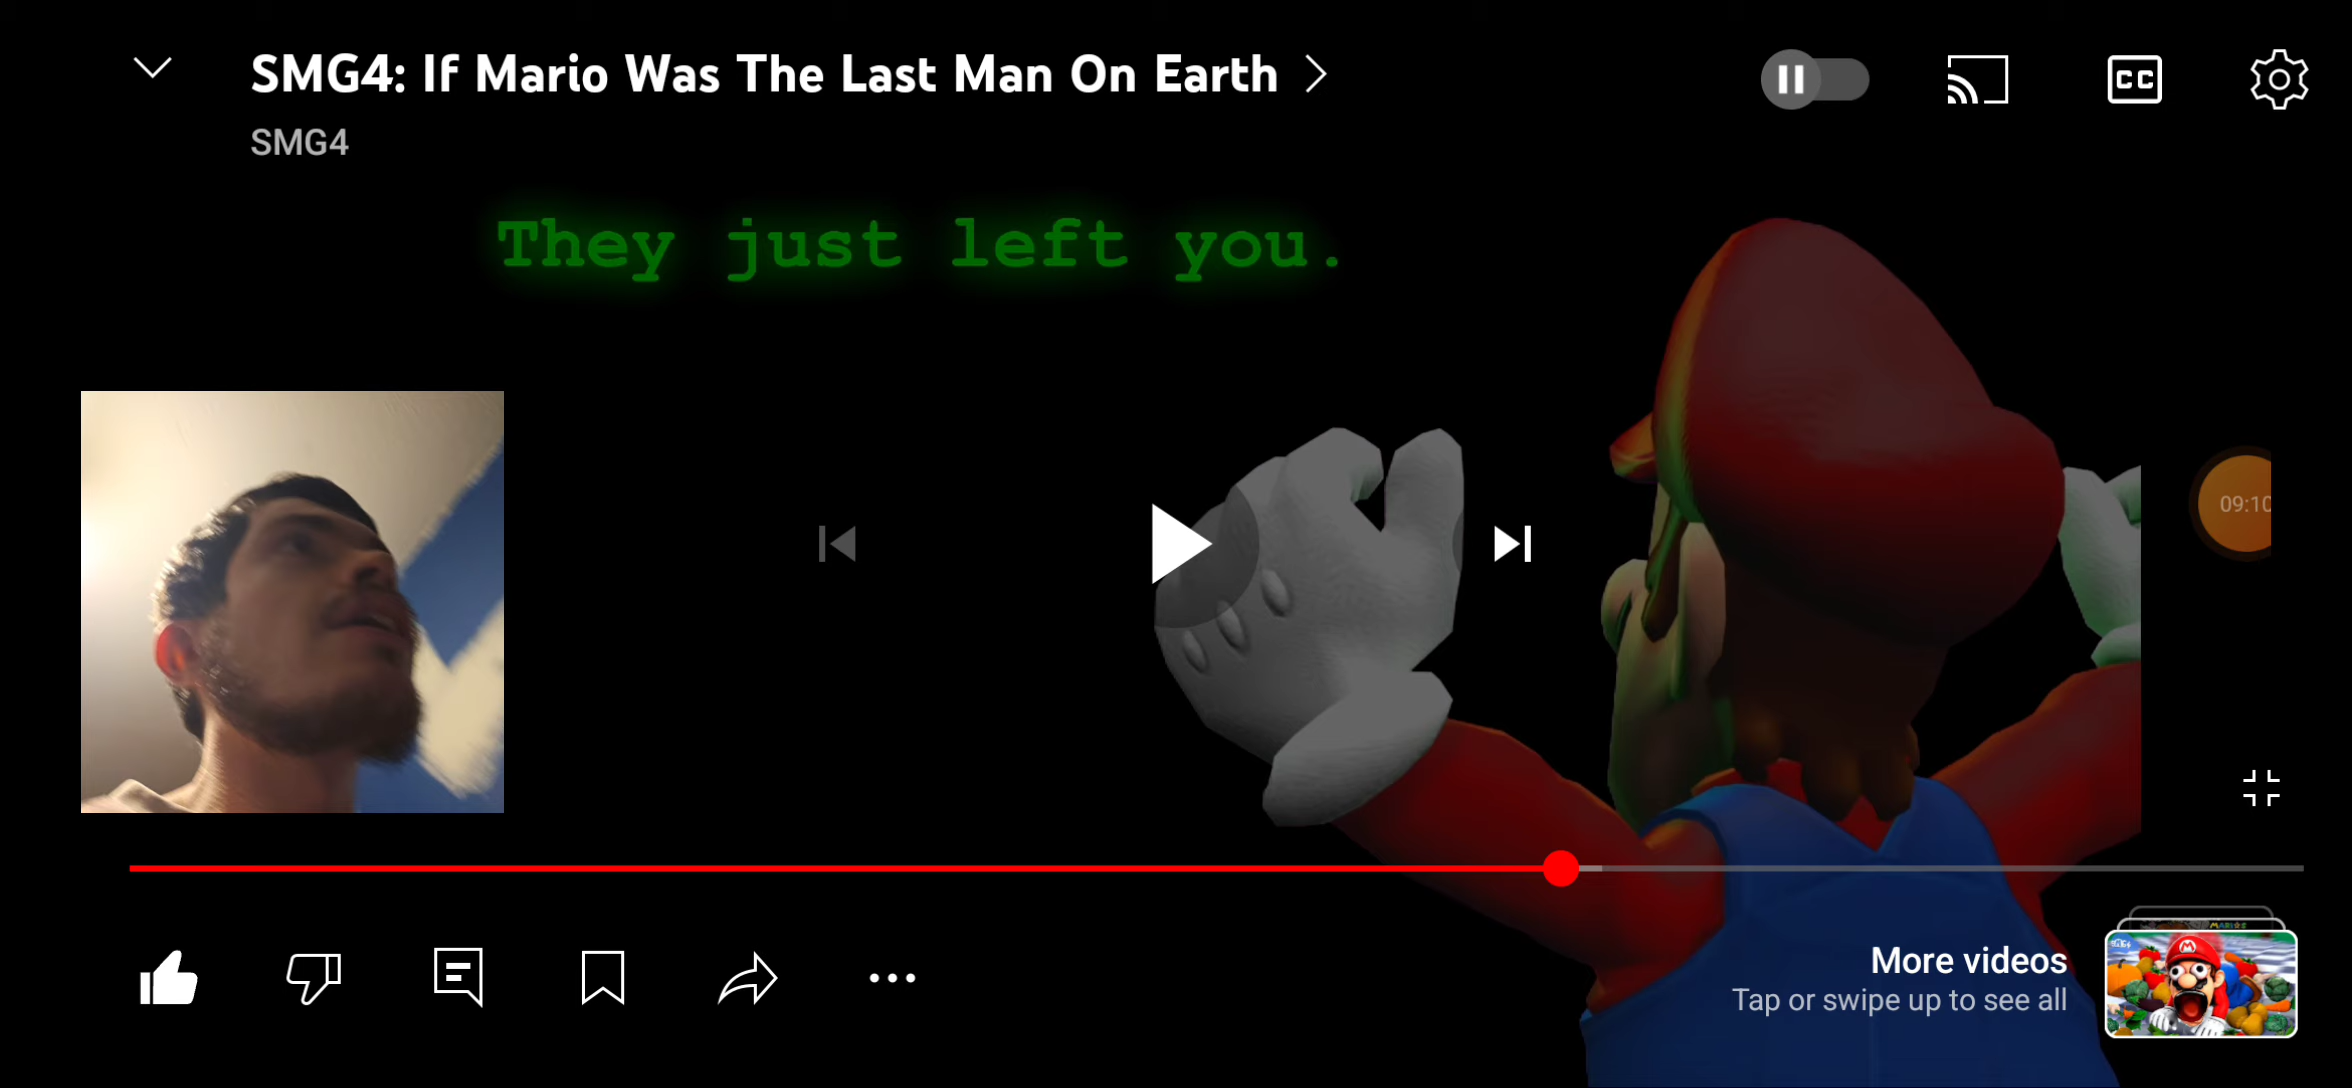 SMG4: If Mario Was The Last Man On Earth
SMG4
CC
They just left you.
09:10
More videos
Tap or swipe up to see all